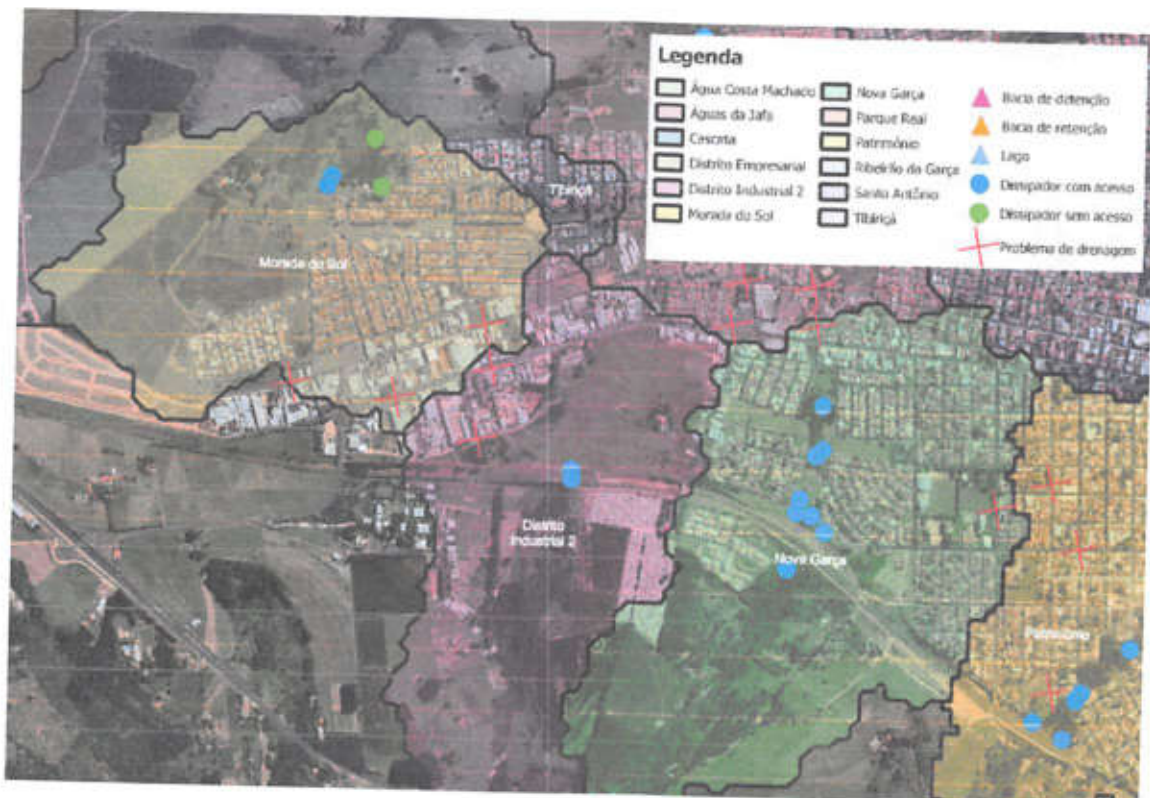 Legenda
Água Costa Machado
Águas da Jafa
Cascata
Distrito Empresarial
Distrito Industrial 2
Morada do Sol
Nova Garça
Parque Real
Patrimônio
Ribeirão da Garça
Santo Antônio
Tibiriçá
Bacia de detenção
Bacia de retenção
Lago
Dissipador com acesso
Dissipador sem acesso
Problema de drenagem
Tibiriçá
Morada do Sol
Distrito
Industrial 2
Nova Garça
Patrimônio